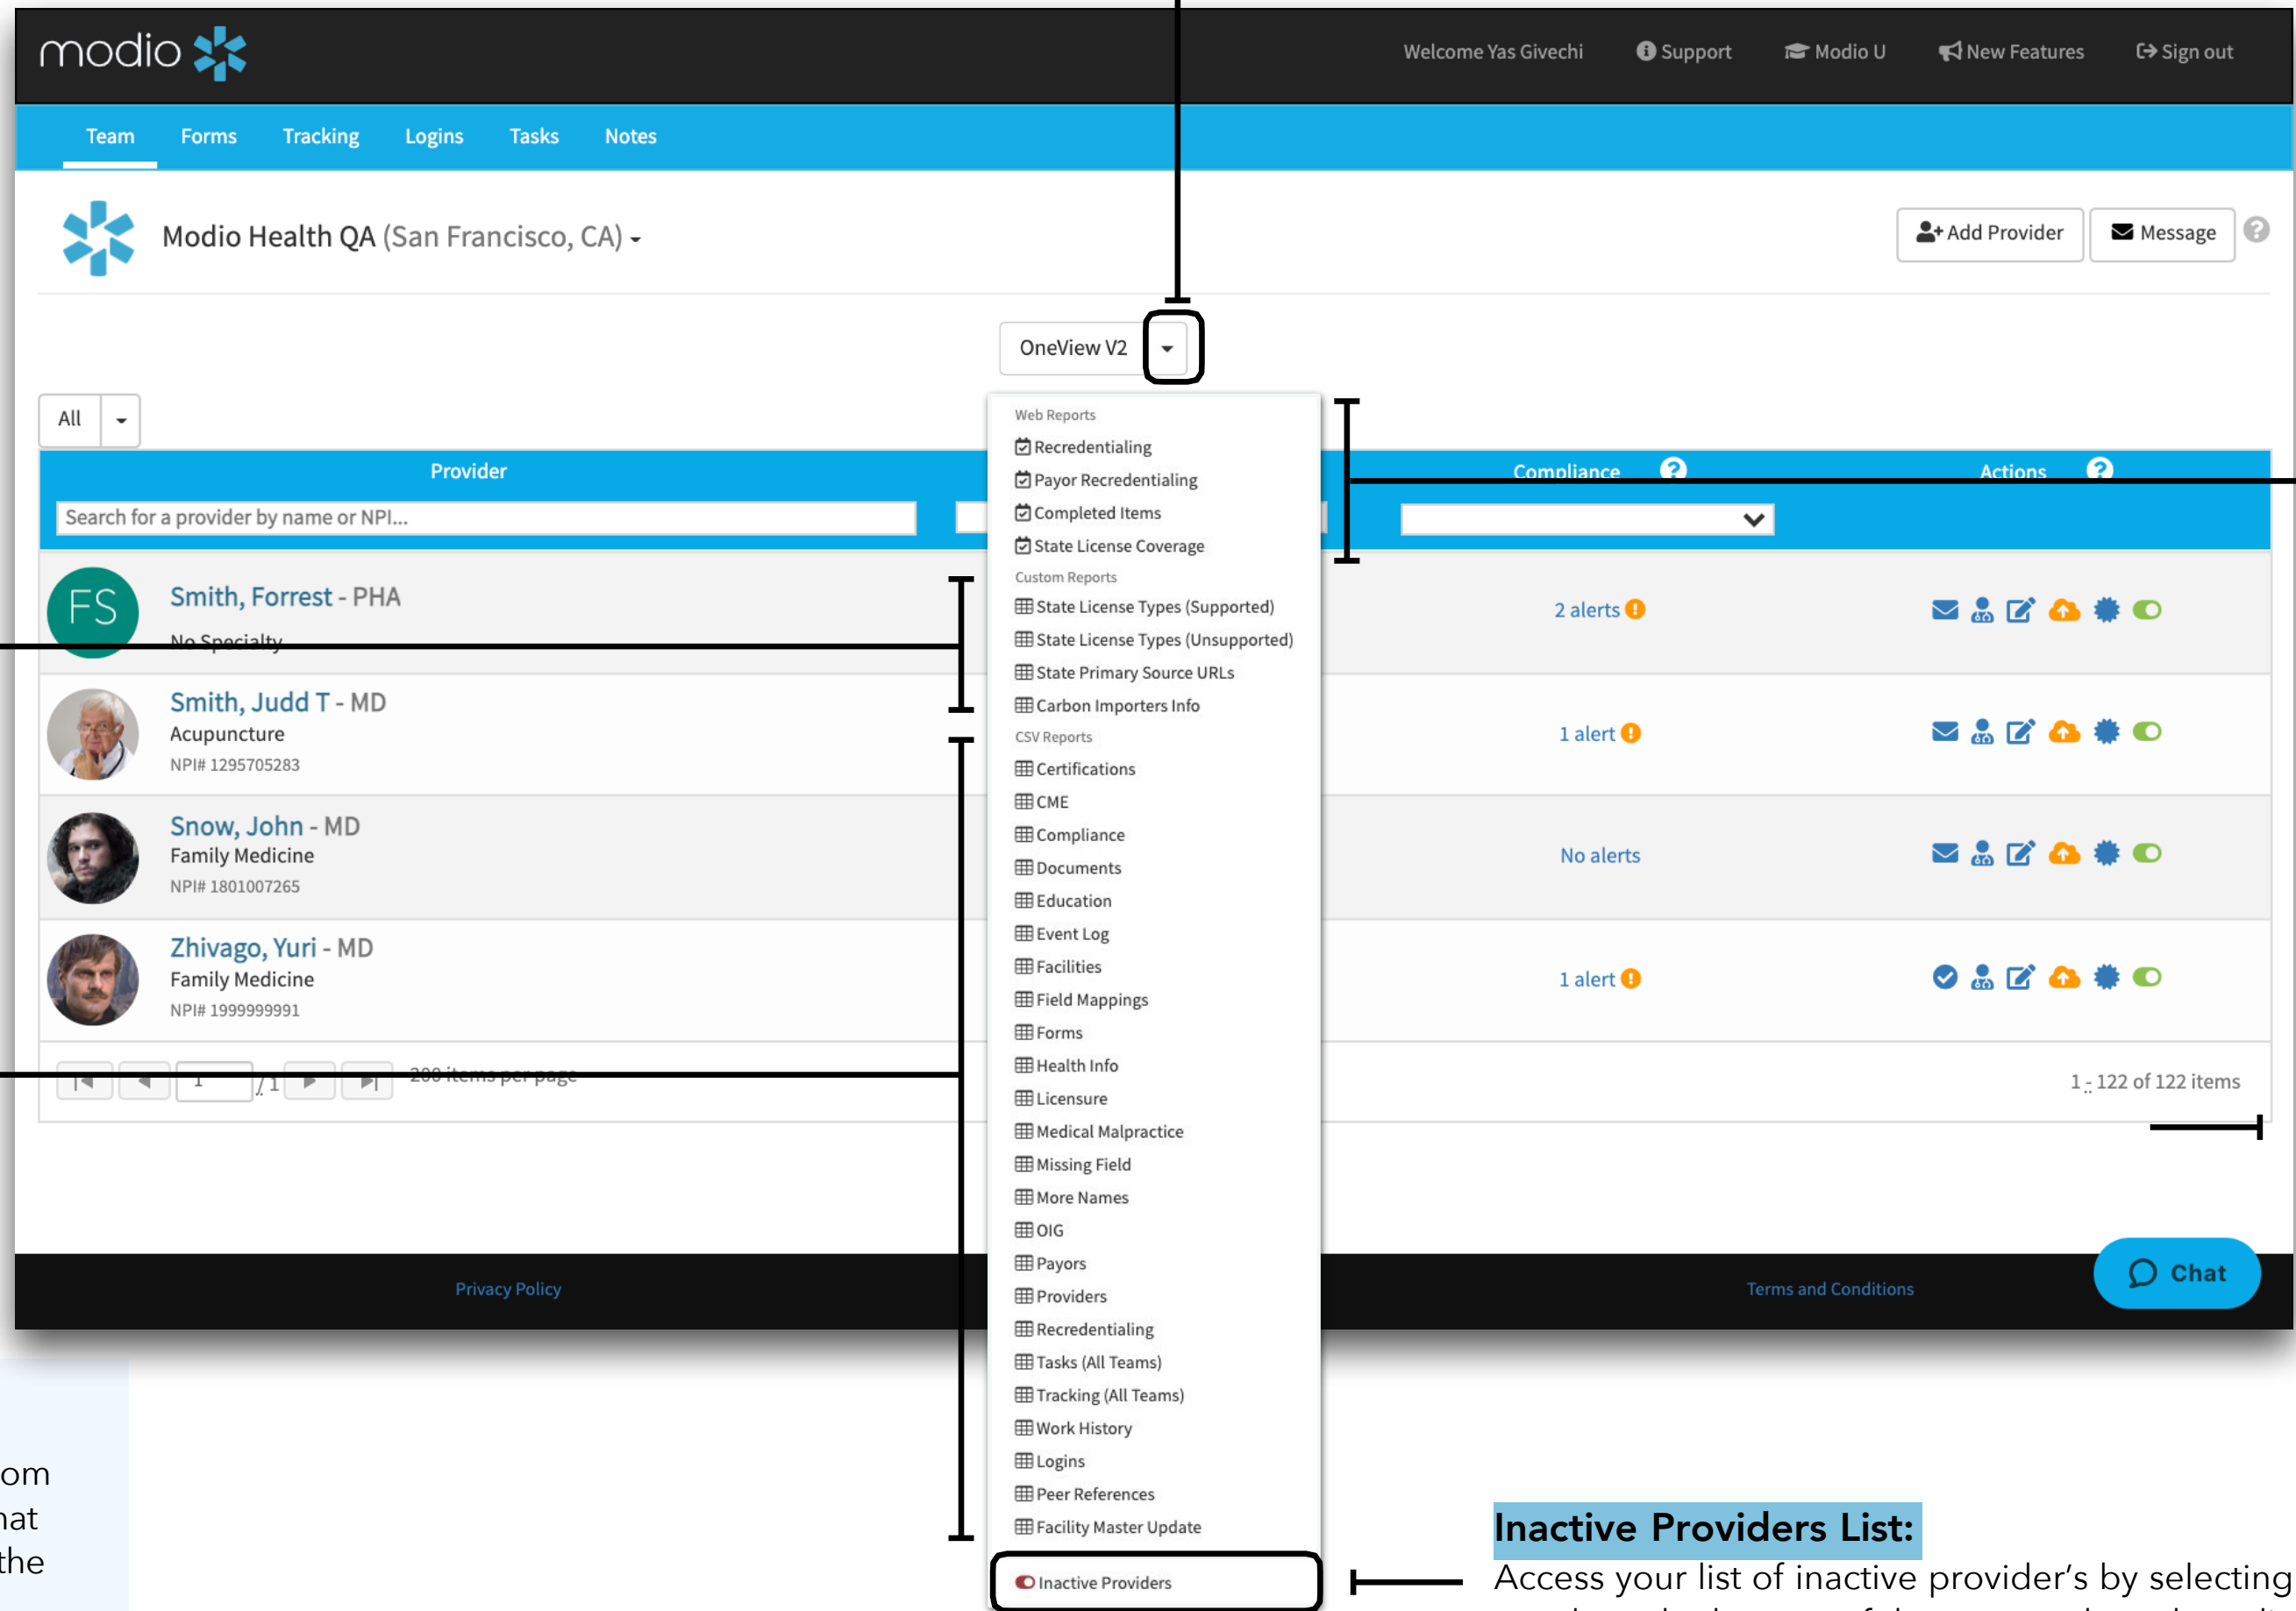 modio
Welcome Yas Givechi Support Modio U New Features Sign out
Team Forms Tracking Logins Tasks Notes
Modio Health QA (San Francisco, CA)
Add Provider Message ?
OneView V2
All
Web Reports
Recredentialing
Payor Recredentialing
Completed Items
State License Coverage
Custom Reports
State License Types (Supported)
State License Types (Unsupported)
State Primary Source URLs
Carbon Importers Info
CSV Reports
Certifications
CME
Compliance
Documents
Education
Event Log
Facilities
Field Mappings
Forms
Health Info
Licensure
Medical Malpractice
Missing Field
More Names
OIG
Payors
Providers
Recredentialing
Tasks (All Teams)
Tracking (All Teams)
Work History
Logins
Peer References
Facility Master Update
Inactive Providers
Provider Compliance ? Actions ?
Search for a provider by name or NPI...
FS
Smith, Forrest - PHA
No Specialty
2 alerts
Smith, Judd T - MD
Acupuncture
NPI# 1295705283
1 alert
Snow, John - MD
Family Medicine
NPI# 1801007265
No alerts
Zhivago, Yuri - MD
Family Medicine
NPI# 1999999991
1 alert
1 / 1 200 items per page
1 - 122 of 122 items
Privacy Policy Terms and Conditions
Chat
om
hat
the
Inactive Providers List:
Access your list of inactive provider's by selecting